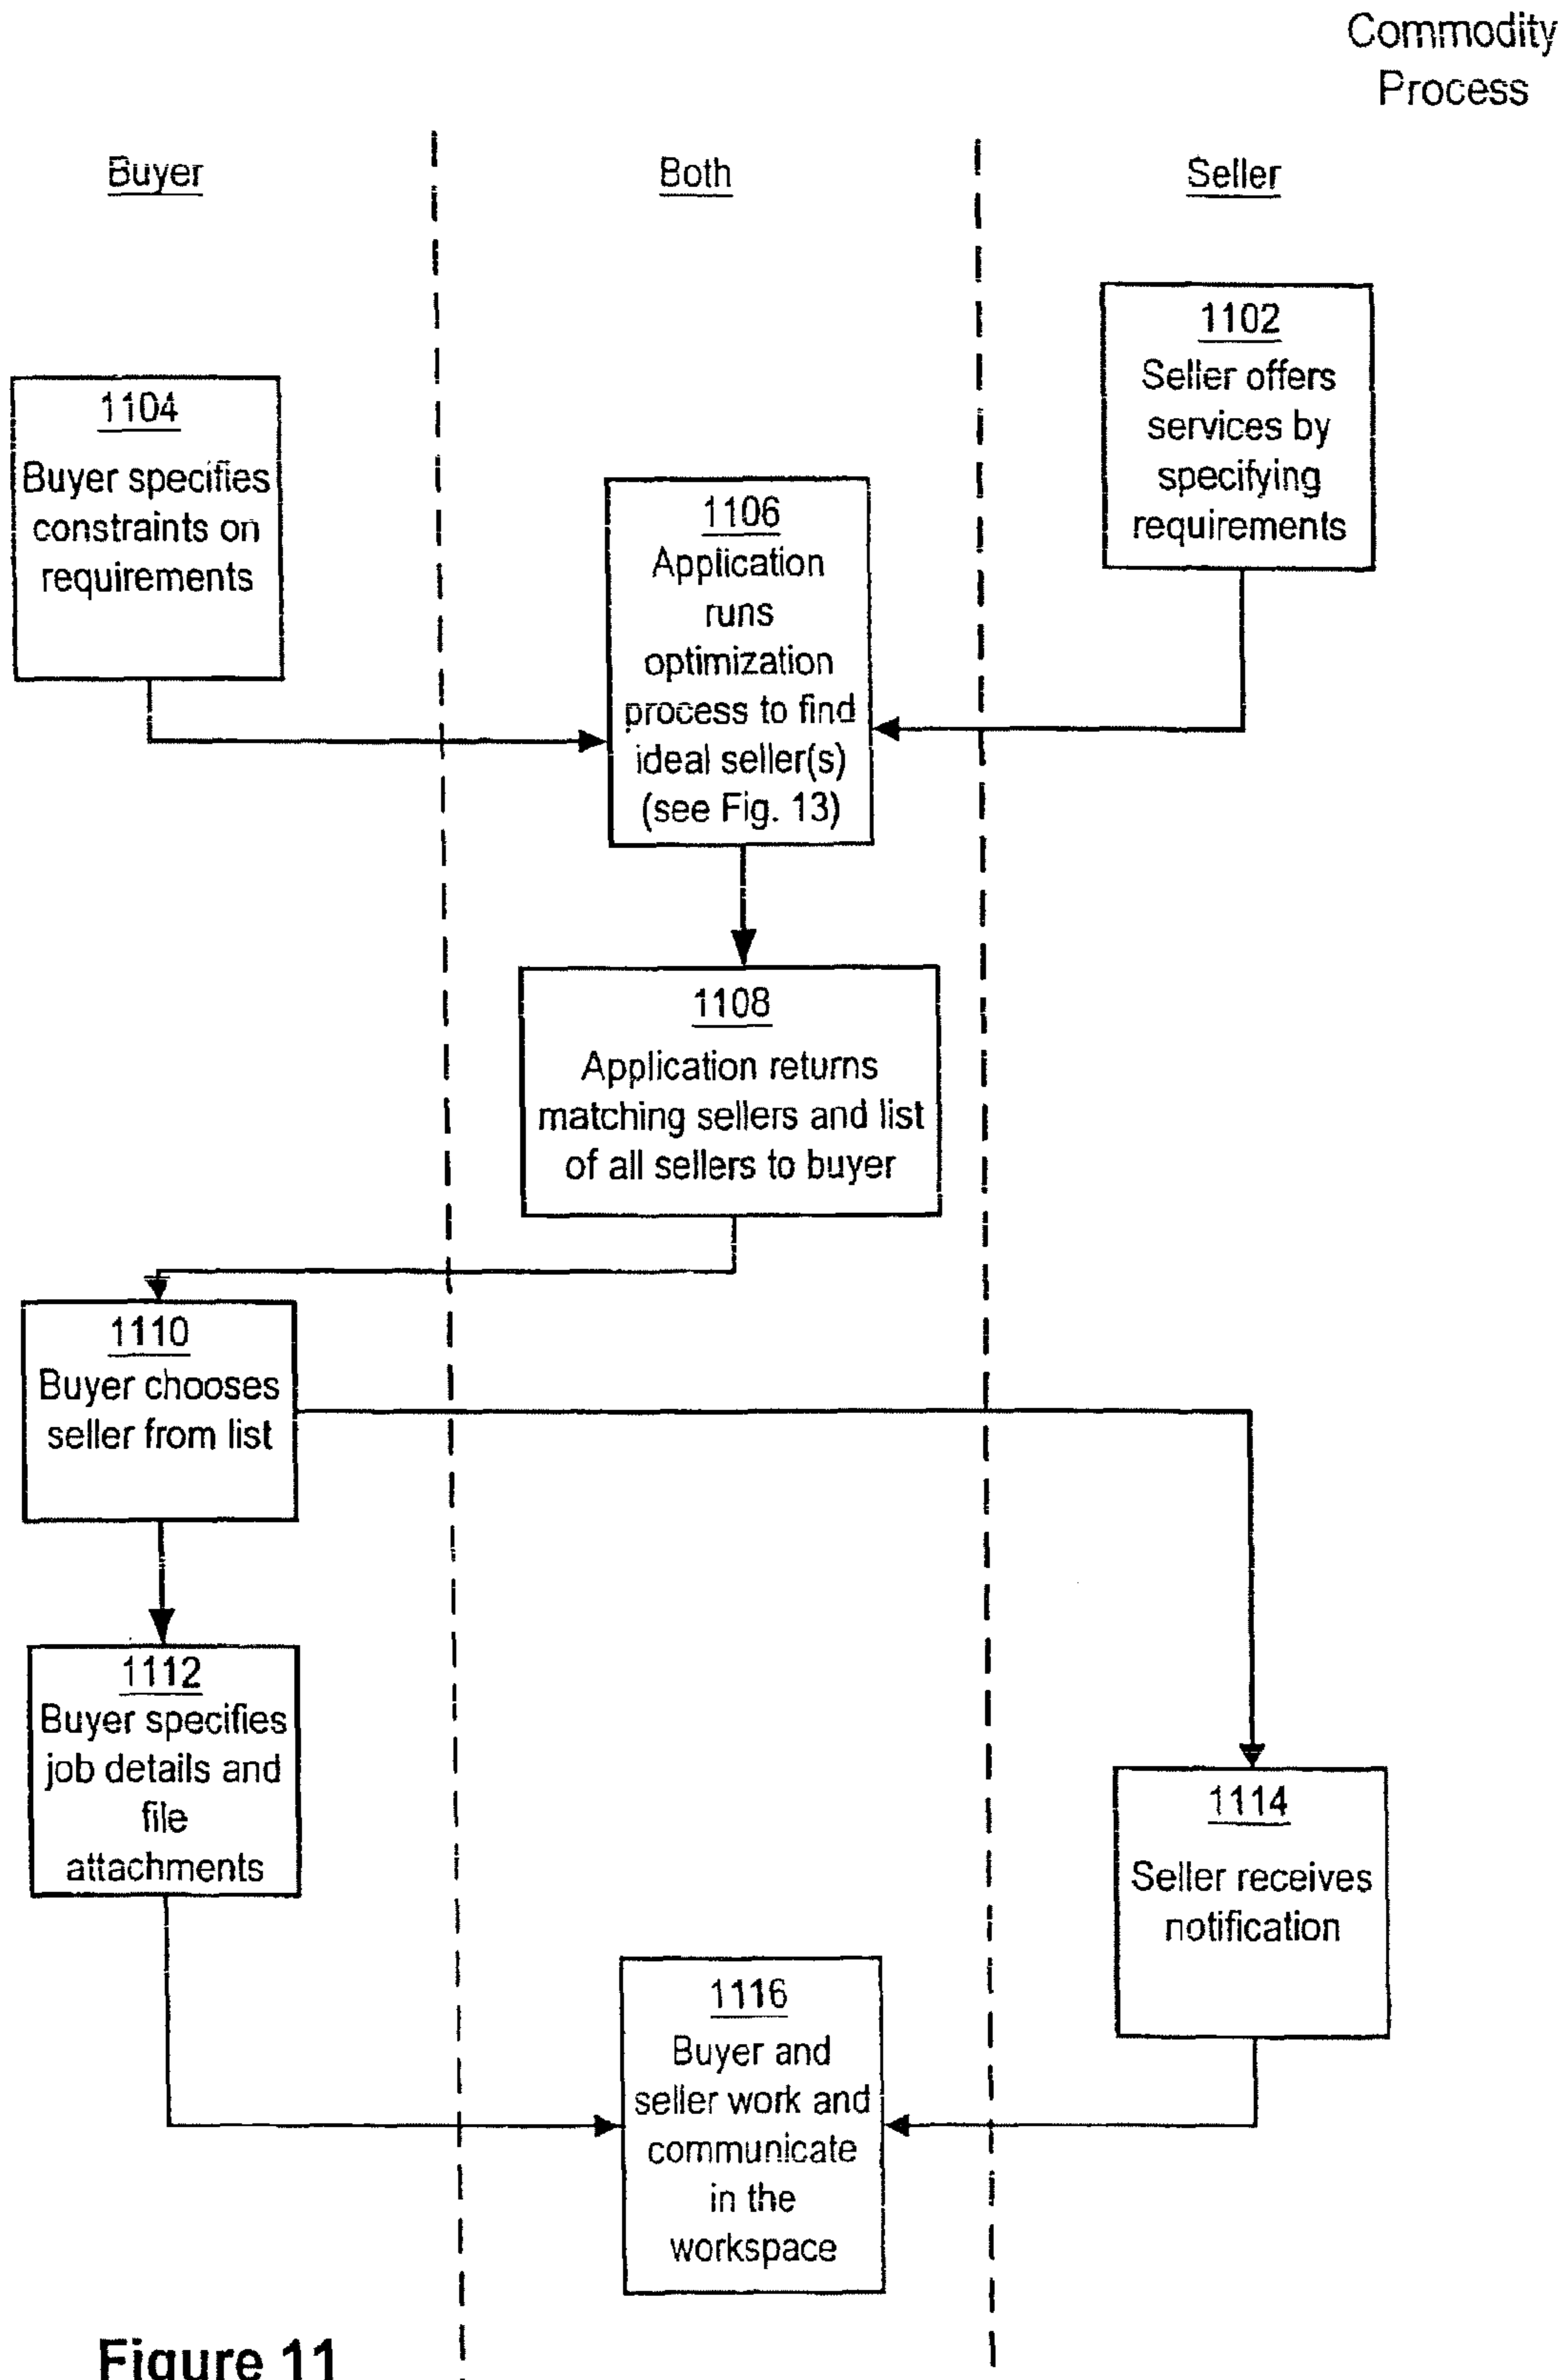 Commodity
Process
Buyer
Both
Seller
1102
Seller offers
services by
specifying
requirements
1104
Buyer specifies
constraints on
requirements
1106
Application
runs
optimization
process to find
ideal seller(s)
(see Fig. 13)
1108
Application returns
matching sellers and list
of all sellers to buyer
1110
Buyer chooses
seller from list
1112
Buyer specifies
job details and
file
attachments
1114
Seller receives
notification
1116
Buyer and
seller work and
communicate
in the
workspace
Figure 11